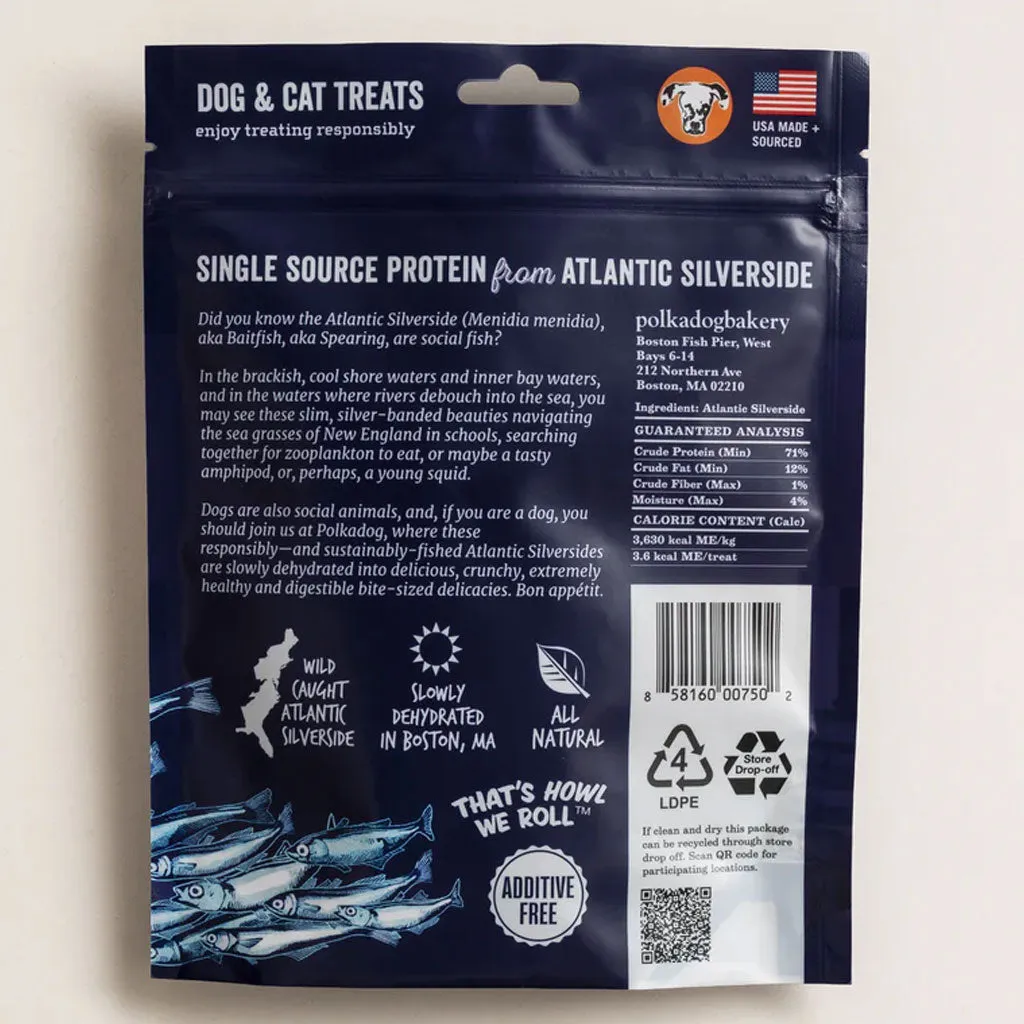 DOG & CAT TREATS
enjoy treating responsibly
USA MADE +
SOURCED
SINGLE SOURCE PROTEIN from ATLANTIC SILVERSIDE
Did you know the Atlantic Silverside (Menidia menidia),
aka Baitfish, aka Spearing, are social fish?
In the brackish, cool shore waters and inner bay waters,
and in the waters where rivers debouch into the sea, you
may see these slim, silver-banded beauties navigating
the sea grasses of New England in schools, searching
together for zooplankton to eat, or maybe a tasty
amphipod, or, perhaps, a young squid.
Dogs are also social animals, and, if you are a dog, you
should join us at Polkadog, where these
responsibly—and sustainably-fished Atlantic Silversides
are slowly dehydrated into delicious, crunchy, extremely
healthy and digestible bite-sized delicacies. Bon appétit.
polkadogbakery
Boston Fish Pier, West
Bays 6-14
212 Northern Ave
Boston, MA 02210
Ingredient: Atlantic Silverside
GUARANTEED ANALYSIS
Crude Protein (Min) 71%
Crude Fat (Min) 12%
Crude Fiber (Max) 1%
Moisture (Max) 4%
CALORIE CONTENT (Calc)
3,630 kcal ME/kg
3.6 kcal ME/treat
WILD
CAUGHT
ATLANTIC
SILVERSIDE
SLOWLY
DEHYDRATED
IN BOSTON, MA
ALL
NATURAL
THAT'S HOWL
WE ROLL™
ADDITIVE
FREE
8 58160 00750 2
4
LDPE
Store
Drop-off
If clean and dry this package
can be recycled through store
drop off. Scan QR code for
participating locations.